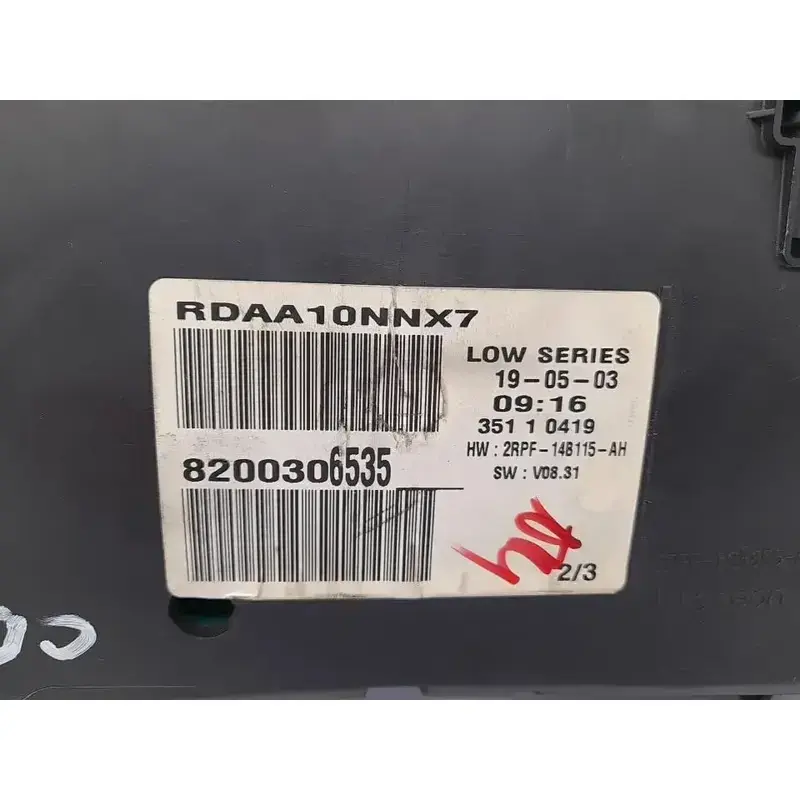 RDAA10NNX7
LOW SERIES
19-05-03
09:16
351 1 0419
HW : 2RPF-14B115-AH
SW : V08.31
8200306535
2/3